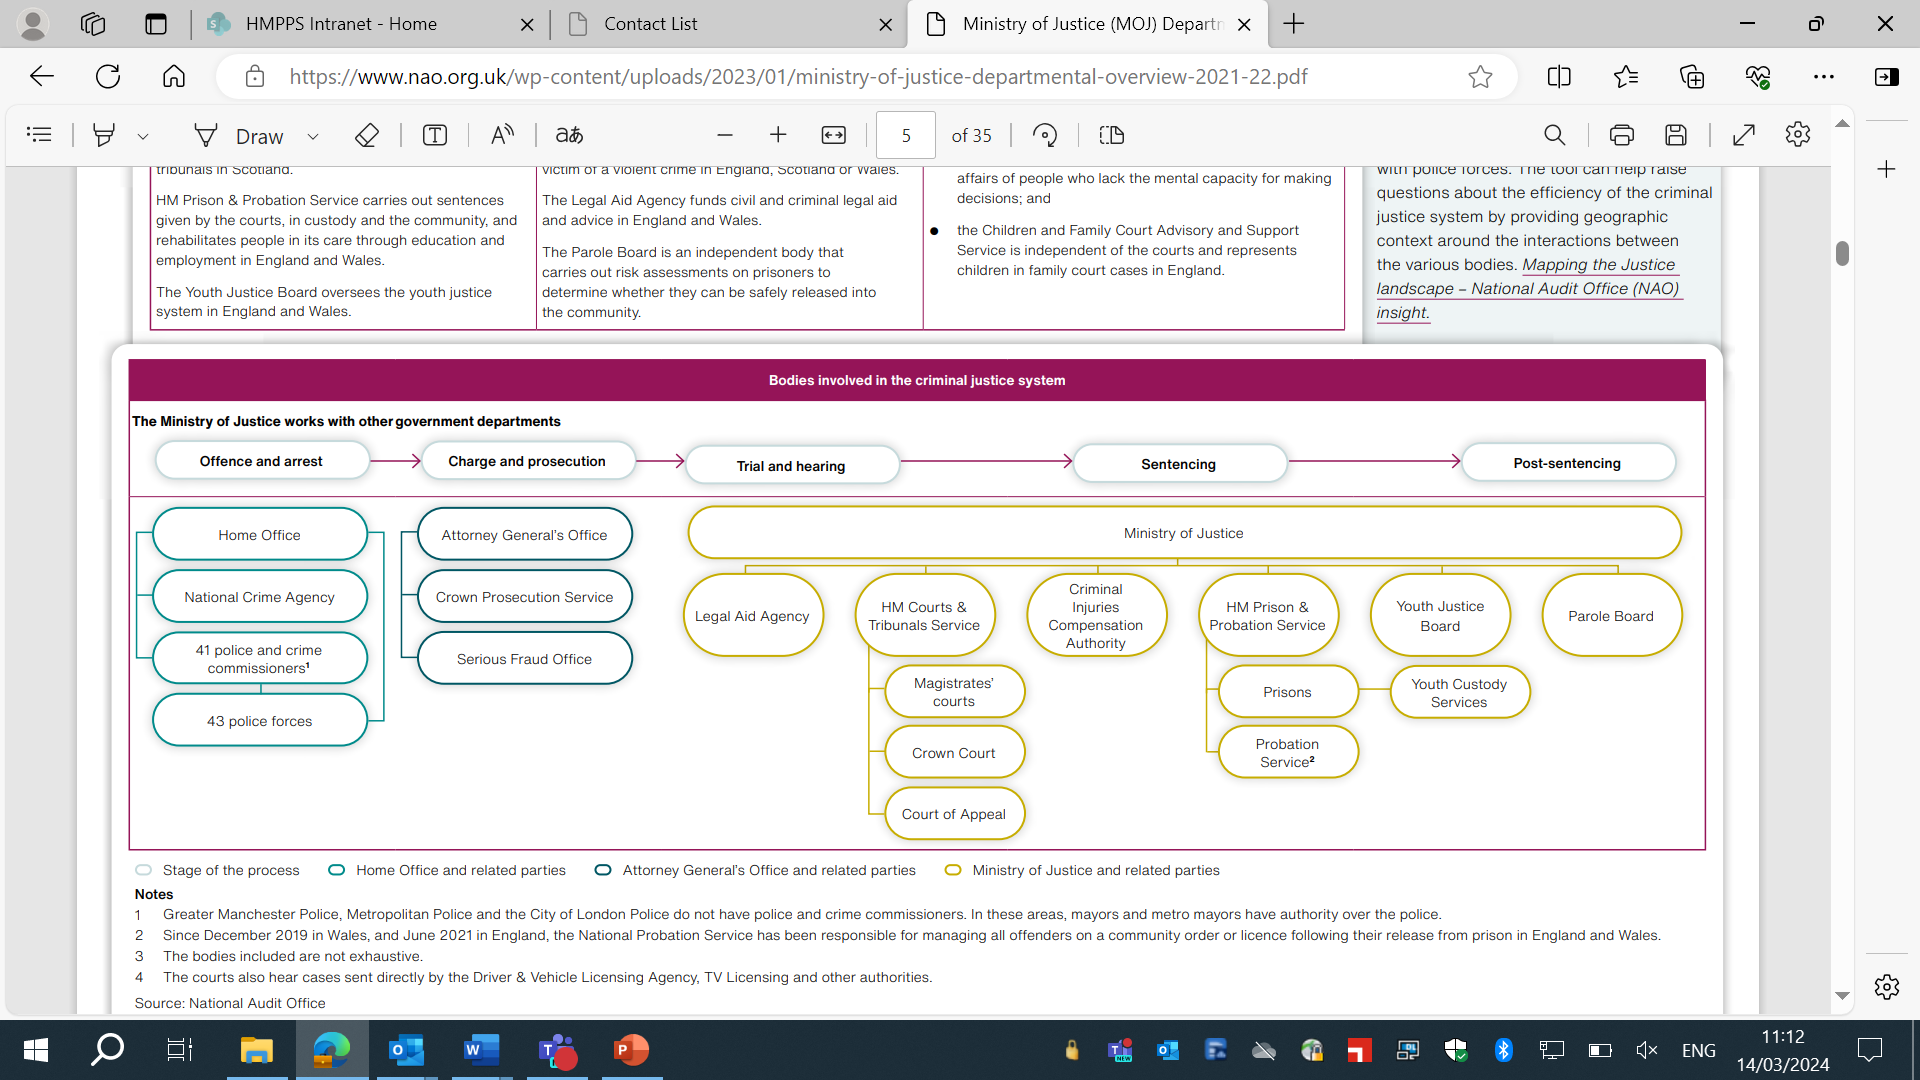 HMPPS Intranet - Home
Contact List
Ministry of Justice (MOJ) Departm
https://www.nao.org.uk/wp-content/uploads/2023/01/ministry-of-justice-departmental-overview-2021-22.pdf
Draw
5 of 35
tribunals in Scotland.
HM Prison & Probation Service carries out sentences
given by the courts, in custody and the community, and
rehabilitates people in its care through education and
employment in England and Wales.
The Youth Justice Board oversees the youth justice
system in England and Wales.
victim of a violent crime in England, Scotland or Wales.
The Legal Aid Agency funds civil and criminal legal aid
and advice in England and Wales.
The Parole Board is an independent body that
carries out risk assessments on prisoners to
determine whether they can be safely released into
the community.
affairs of people who lack the mental capacity for making
decisions; and
● the Children and Family Court Advisory and Support
Service is independent of the courts and represents
children in family court cases in England.
with police forces. The tool can help raise
questions about the efficiency of the criminal
justice system by providing geographic
context around the interactions between
the various bodies. Mapping the Justice
landscape – National Audit Office (NAO)
insight.
Bodies involved in the criminal justice system
The Ministry of Justice works with other government departments
Offence and arrest
Charge and prosecution
Trial and hearing
Sentencing
Post-sentencing
Home Office
National Crime Agency
41 police and crime
commissioners¹
43 police forces
Attorney General's Office
Crown Prosecution Service
Serious Fraud Office
Ministry of Justice
Legal Aid Agency
HM Courts &
Tribunals Service
Magistrates'
courts
Crown Court
Court of Appeal
Criminal
Injuries
Compensation
Authority
HM Prison &
Probation Service
Prisons
Probation
Service²
Youth Justice
Board
Youth Custody
Services
Parole Board
Stage of the process
Home Office and related parties
Attorney General's Office and related parties
Ministry of Justice and related parties
Notes
1 Greater Manchester Police, Metropolitan Police and the City of London Police do not have police and crime commissioners. In these areas, mayors and metro mayors have authority over the police.
2 Since December 2019 in Wales, and June 2021 in England, the National Probation Service has been responsible for managing all offenders on a community order or licence following their release from prison in England and Wales.
3 The bodies included are not exhaustive.
4 The courts also hear cases sent directly by the Driver & Vehicle Licensing Agency, TV Licensing and other authorities.
Source: National Audit Office
ENG
11:12
14/03/2024